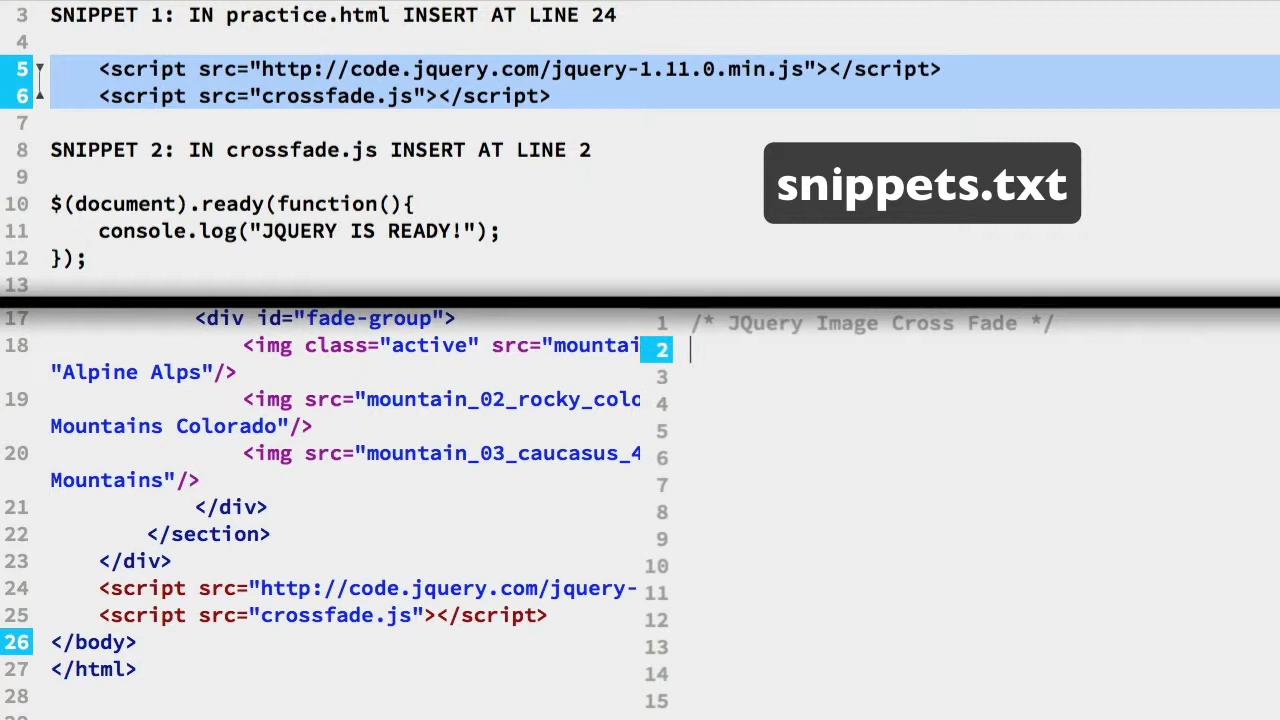 3 SNIPPET 1: IN practice.html INSERT AT LINE 24
4
5 <script src="http://code.jquery.com/jquery-1.11.0.min.js"></script>
6 <script src="crossfade.js"></script>
7
8 SNIPPET 2: IN crossfade.js INSERT AT LINE 2
9
10 $(document).ready(function(){
11 console.log("JQUERY IS READY!");
12 });
13
snippets.txt
17 <div id="fade-group">
18 <img class="active" src="mountai
"Alpine Alps"/>
19 <img src="mountain_02_rocky_colo
Mountains Colorado"/>
20 <img src="mountain_03_caucasus_4
Mountains"/>
21 </div>
22 </section>
23 </div>
24 <script src="http://code.jquery.com/jquery-
25 <script src="crossfade.js"></script>
26 </body>
27 </html>
28
1 /* JQuery Image Cross Fade */
2
3
4
5
6
7
8
9
10
11
12
13
14
15